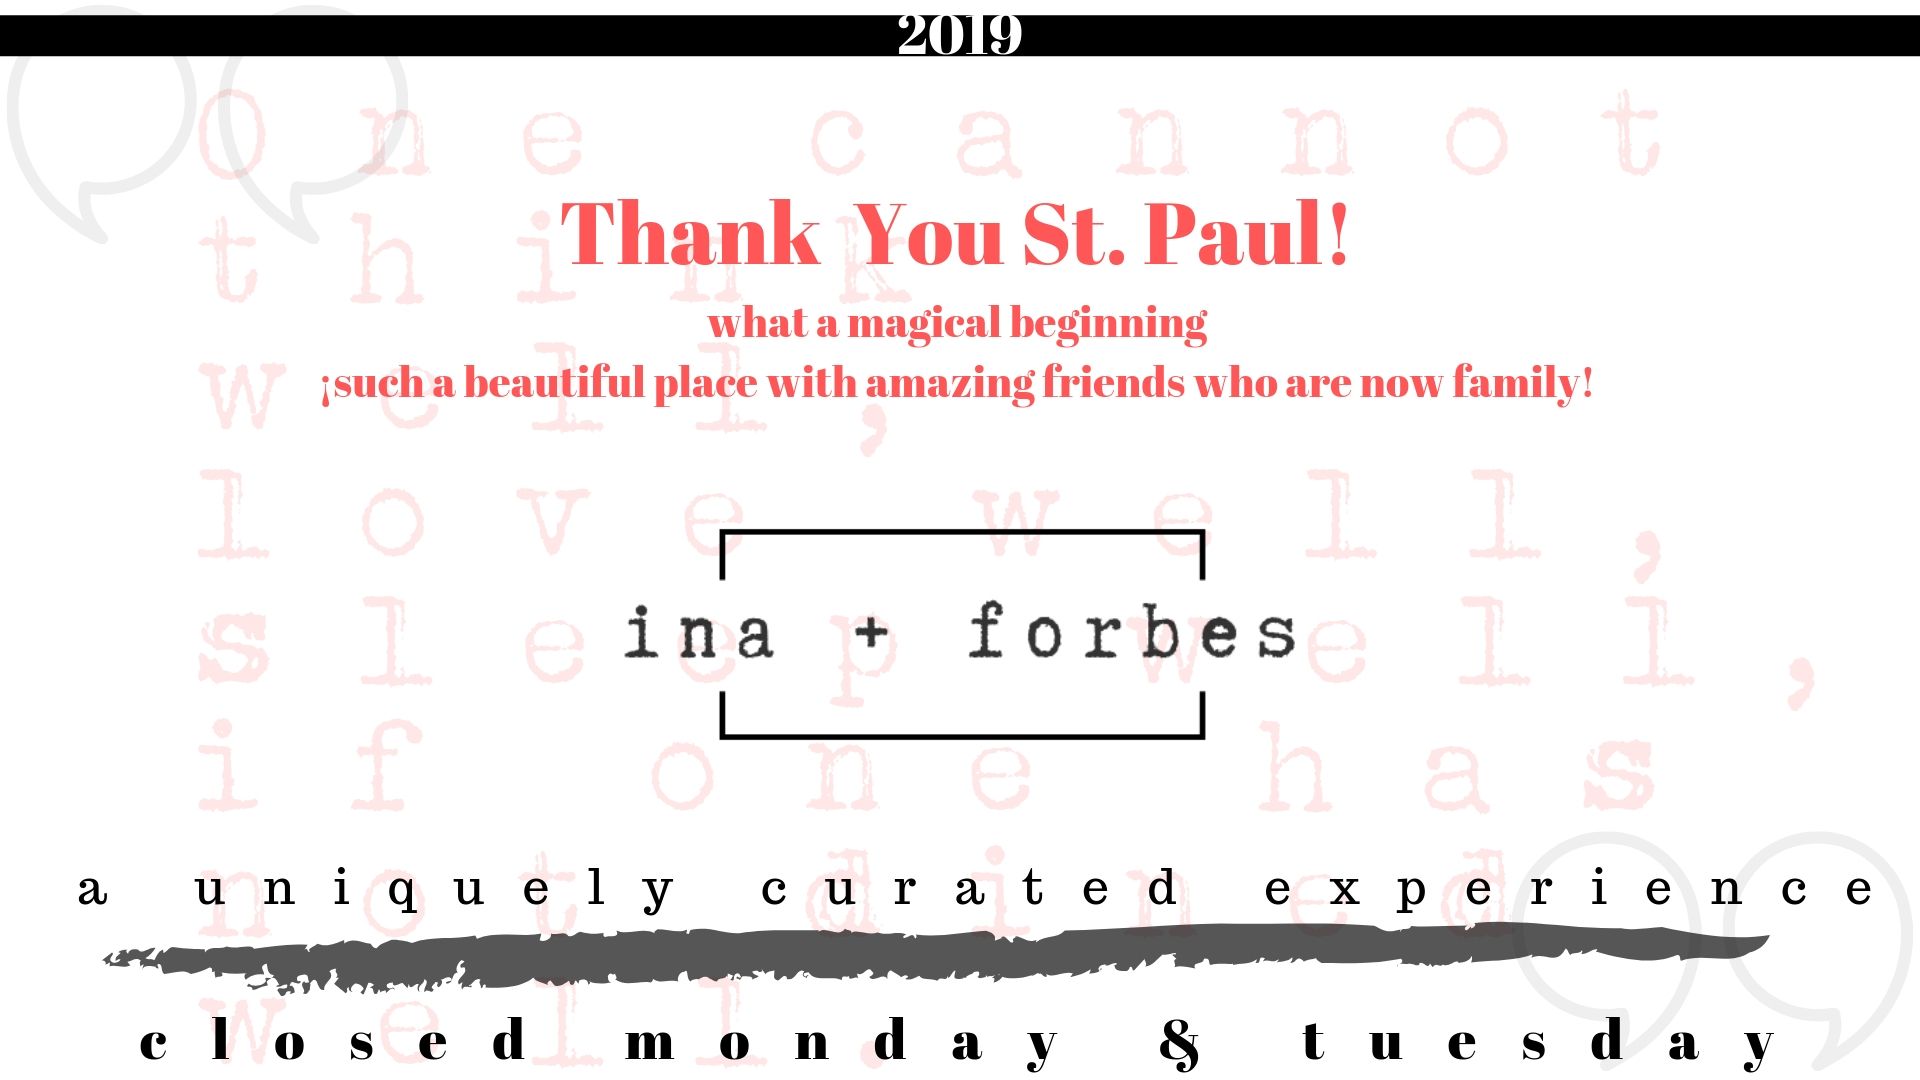 2019
One cannot
think
well,
love well,
sleep well,
if one has
not dined
well.
Thank You St. Paul!
what a magical beginning
¡such a beautiful place with amazing friends who are now family!
ina + forbes
a uniquely curated experience
closed monday & tuesday